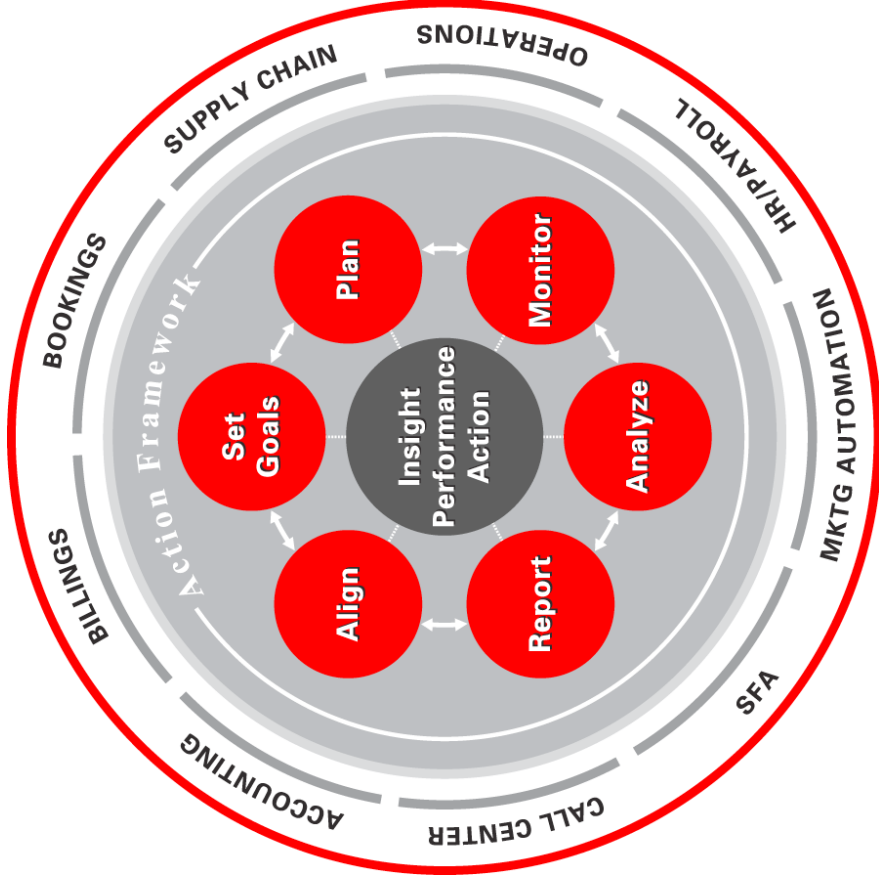 BILLINGS
BOOKINGS
SUPPLY CHAIN
OPERATIONS
HR/PAYROLL
MKTG AUTOMATION
SFA
CALL CENTER
ACCOUNTING
Action Framework
Set
Goals
Plan
Monitor
Analyze
Report
Align
Insight
Performance
Action